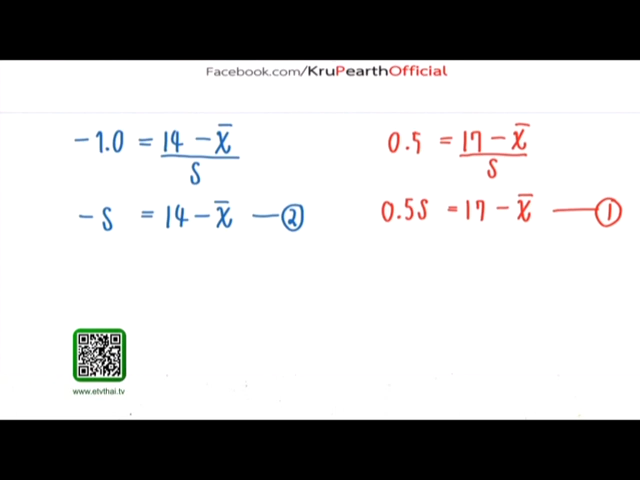 Facebook.com/KruPearthOfficial
-1.0 = 14 - x̄ / S
-S = 14 - x̄ —②
0.5 = 17 - x̄ / S
0.5S = 17 - x̄ —①
www.etvthai.tv